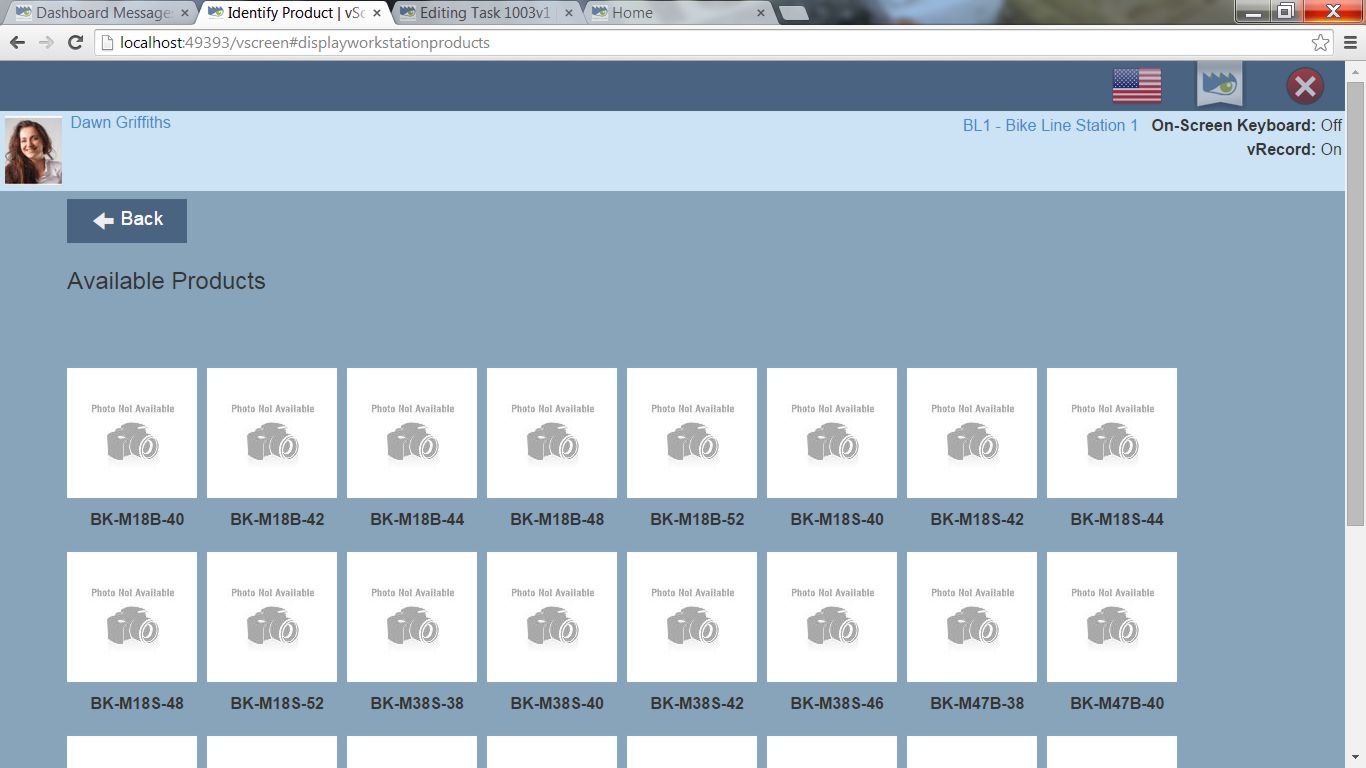 Dashboard Message
Identify Product | vSc
Editing Task 1003v1 |
Home
localhost:49393/vscreen#displayworkstationproducts
Dawn Griffiths
BL1 - Bike Line Station 1 On-Screen Keyboard: Off
vRecord: On
Back
Available Products
Photo Not Available Photo Not Available Photo Not Available Photo Not Available Photo Not Available Photo Not Available Photo Not Available Photo Not Available
BK-M18B-40 BK-M18B-42 BK-M18B-44 BK-M18B-48 BK-M18B-52 BK-M18S-40 BK-M18S-42 BK-M18S-44
Photo Not Available Photo Not Available Photo Not Available Photo Not Available Photo Not Available Photo Not Available Photo Not Available Photo Not Available
BK-M18S-48 BK-M18S-52 BK-M38S-38 BK-M38S-40 BK-M38S-42 BK-M38S-46 BK-M47B-38 BK-M47B-40